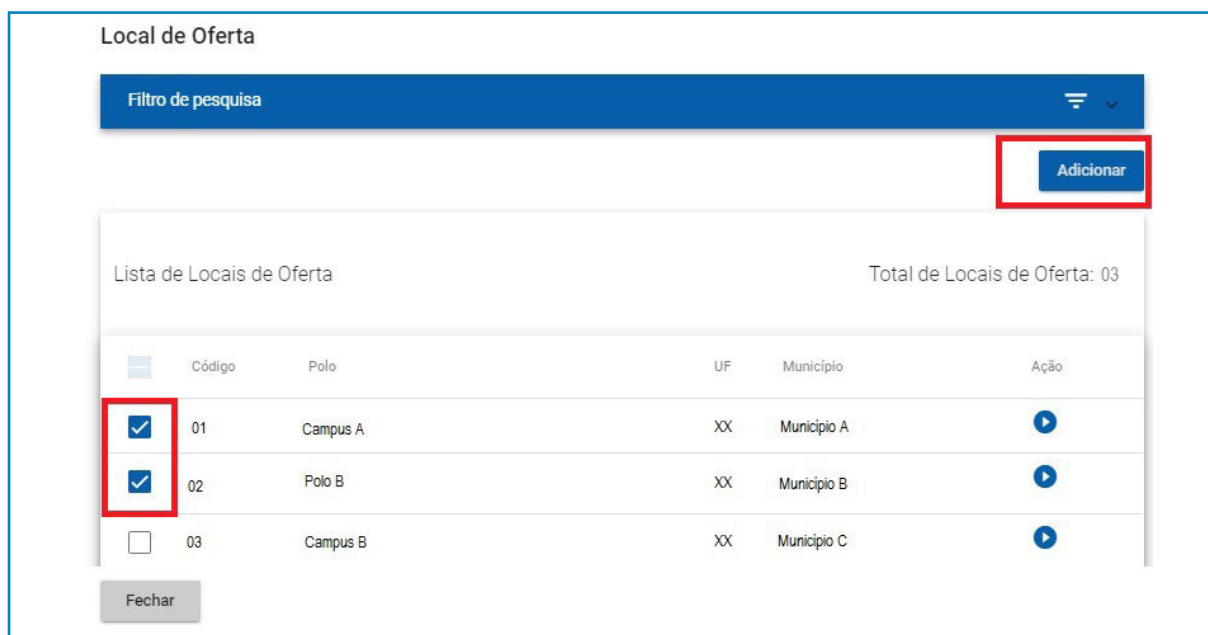 Local de Oferta
Filtro de pesquisa
Adicionar
Lista de Locais de Oferta Total de Locais de Oferta: 03
Código Polo UF Município Ação
01 Campus A XX Municipio A
02 Polo B XX Municipio B
03 Campus B XX Municipio C
Fechar